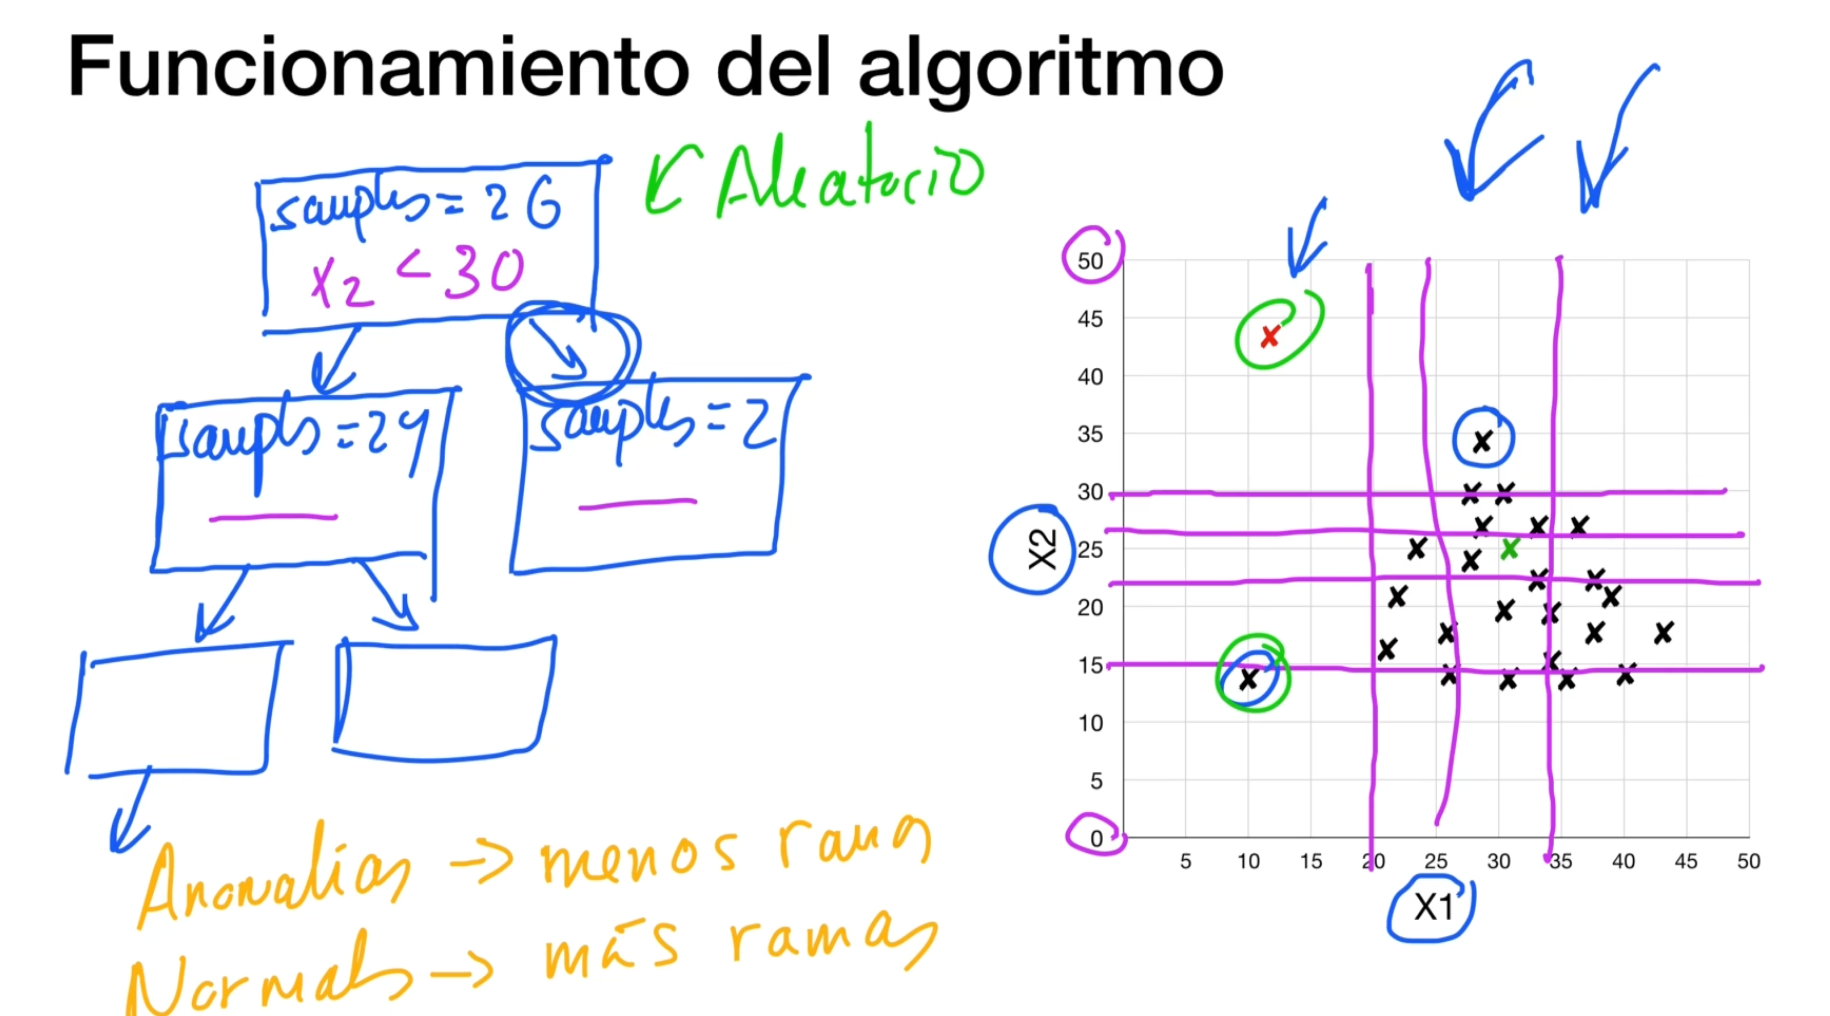 Funcionamiento del algoritmo
Aleatorio
samples = 26
X2 < 30
samples = 24
samples = 2
Anomalias → menos ramas
Normales → más ramas
50
45
40
35
30
25
20
15
10
5
0
X2
5 10 15 20 25 30 35 40 45 50
X1